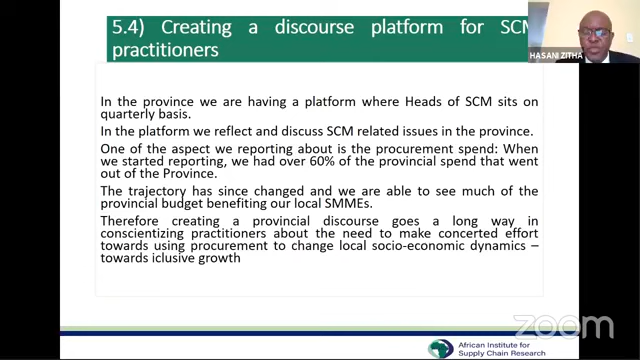 5.4) Creating a discourse platform for SCM
practitioners
HASANI ZITHA
In the province we are having a platform where Heads of SCM sits on
quarterly basis.
In the platform we reflect and discuss SCM related issues in the province.
One of the aspect we reporting about is the procurement spend: When
we started reporting, we had over 60% of the provincial spend that went
out of the Province.
The trajectory has since changed and we are able to see much of the
provincial budget benefiting our local SMMEs.
Therefore creating a provincial discourse goes a long way in
conscientizing practitioners about the need to make concerted effort
towards using procurement to change local socio-economic dynamics –
towards iclusive growth
zoom
African Institute for
Supply Chain Research